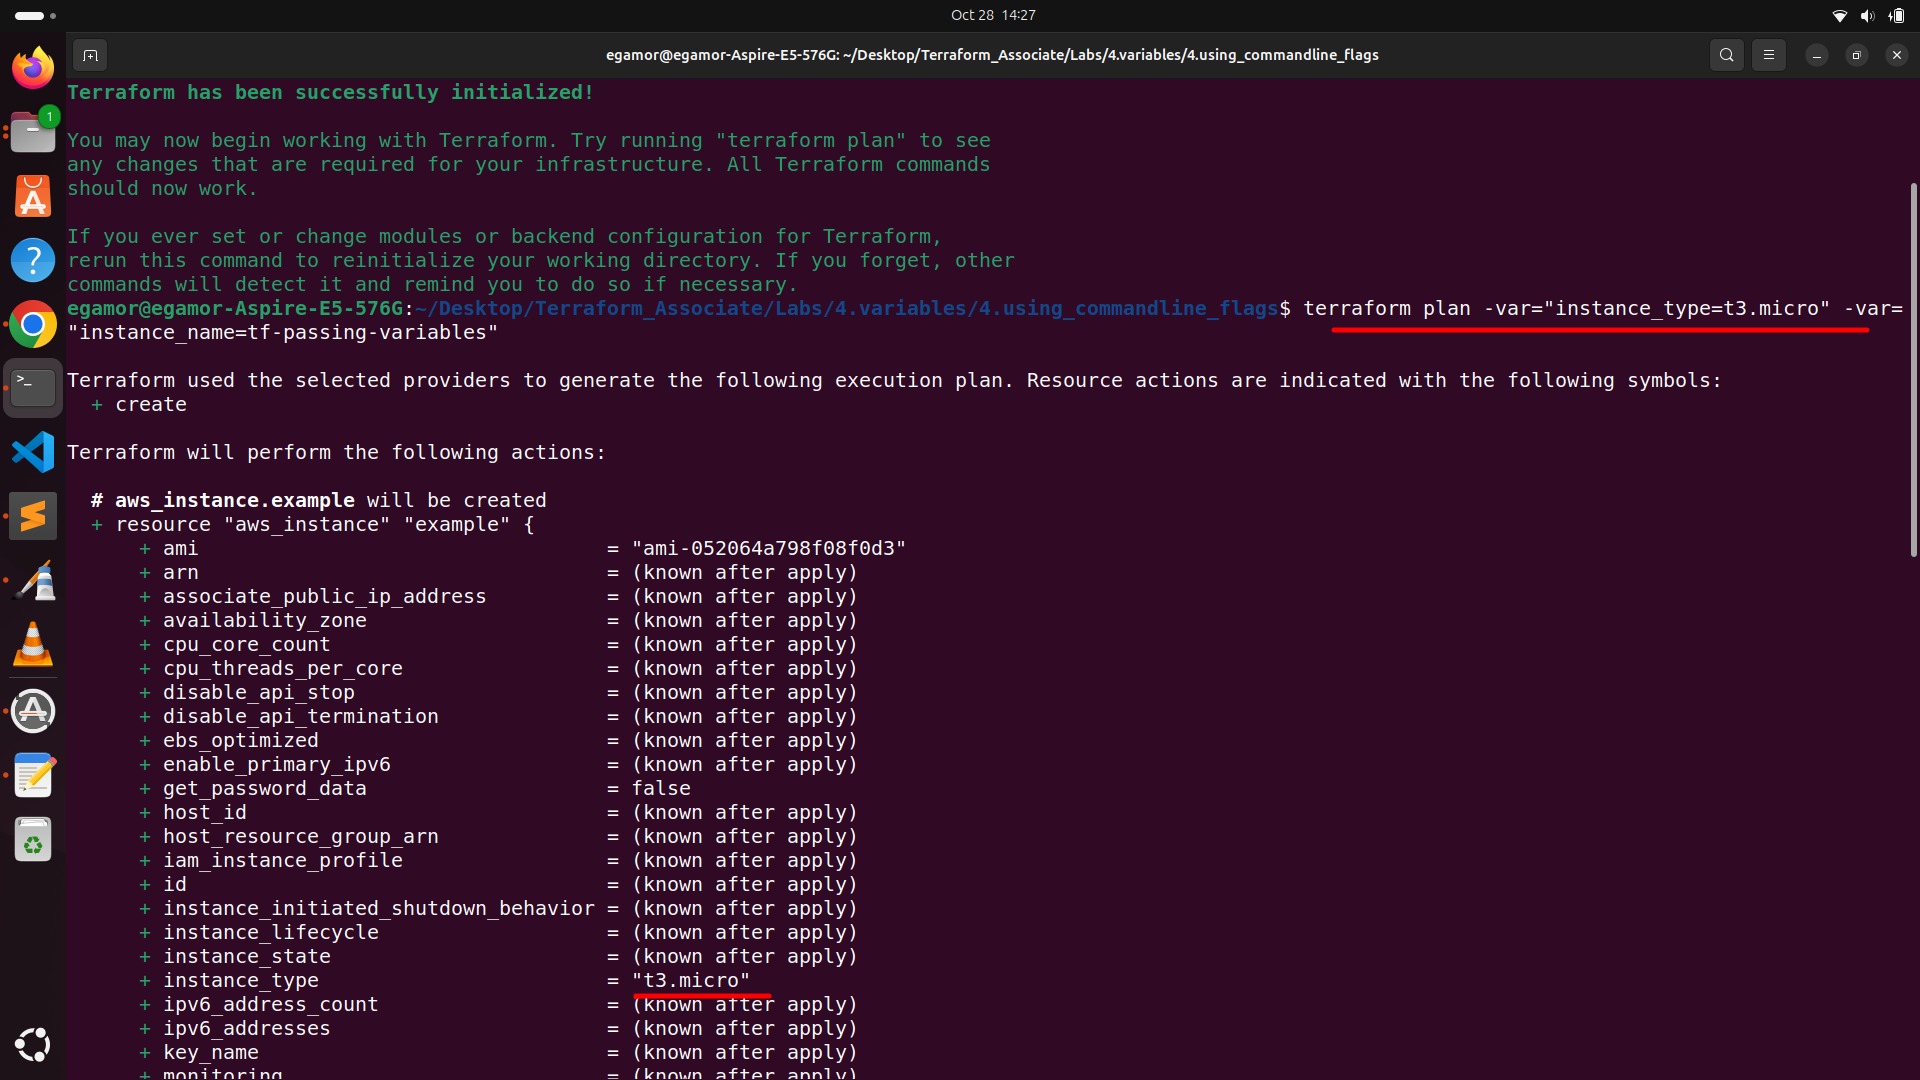 Oct 28 14:27
egamor@egamor-Aspire-E5-576G: ~/Desktop/Terraform_Associate/Labs/4.variables/4.using_commandline_flags
1
Terraform has been successfully initialized!
You may now begin working with Terraform. Try running "terraform plan" to see
any changes that are required for your infrastructure. All Terraform commands
should now work.
If you ever set or change modules or backend configuration for Terraform,
rerun this command to reinitialize your working directory. If you forget, other
commands will detect it and remind you to do so if necessary.
egamor@egamor-Aspire-E5-576G:~/Desktop/Terraform_Associate/Labs/4.variables/4.using_commandline_flags$ terraform plan -var="instance_type=t3.micro" -var=
"instance_name=tf-passing-variables"
Terraform used the selected providers to generate the following execution plan. Resource actions are indicated with the following symbols:
  + create
Terraform will perform the following actions:
  # aws_instance.example will be created
  + resource "aws_instance" "example" {
      + ami                                  = "ami-052064a798f08f0d3"
      + arn                                  = (known after apply)
      + associate_public_ip_address          = (known after apply)
      + availability_zone                    = (known after apply)
      + cpu_core_count                       = (known after apply)
      + cpu_threads_per_core                 = (known after apply)
      + disable_api_stop                     = (known after apply)
      + disable_api_termination              = (known after apply)
      + ebs_optimized                        = (known after apply)
      + enable_primary_ipv6                  = (known after apply)
      + get_password_data                    = false
      + host_id                              = (known after apply)
      + host_resource_group_arn              = (known after apply)
      + iam_instance_profile                 = (known after apply)
      + id                                   = (known after apply)
      + instance_initiated_shutdown_behavior = (known after apply)
      + instance_lifecycle                   = (known after apply)
      + instance_state                       = (known after apply)
      + instance_type                        = "t3.micro"
      + ipv6_address_count                   = (known after apply)
      + ipv6_addresses                       = (known after apply)
      + key_name                             = (known after apply)
      + monitoring                           = (known after apply)